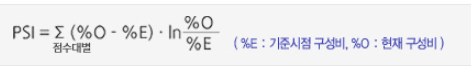 PSI = Σ (%O - %E) · ln %O / %E ( %E : 기준시점 구성비, %O : 현재 구성비 )
점수대별